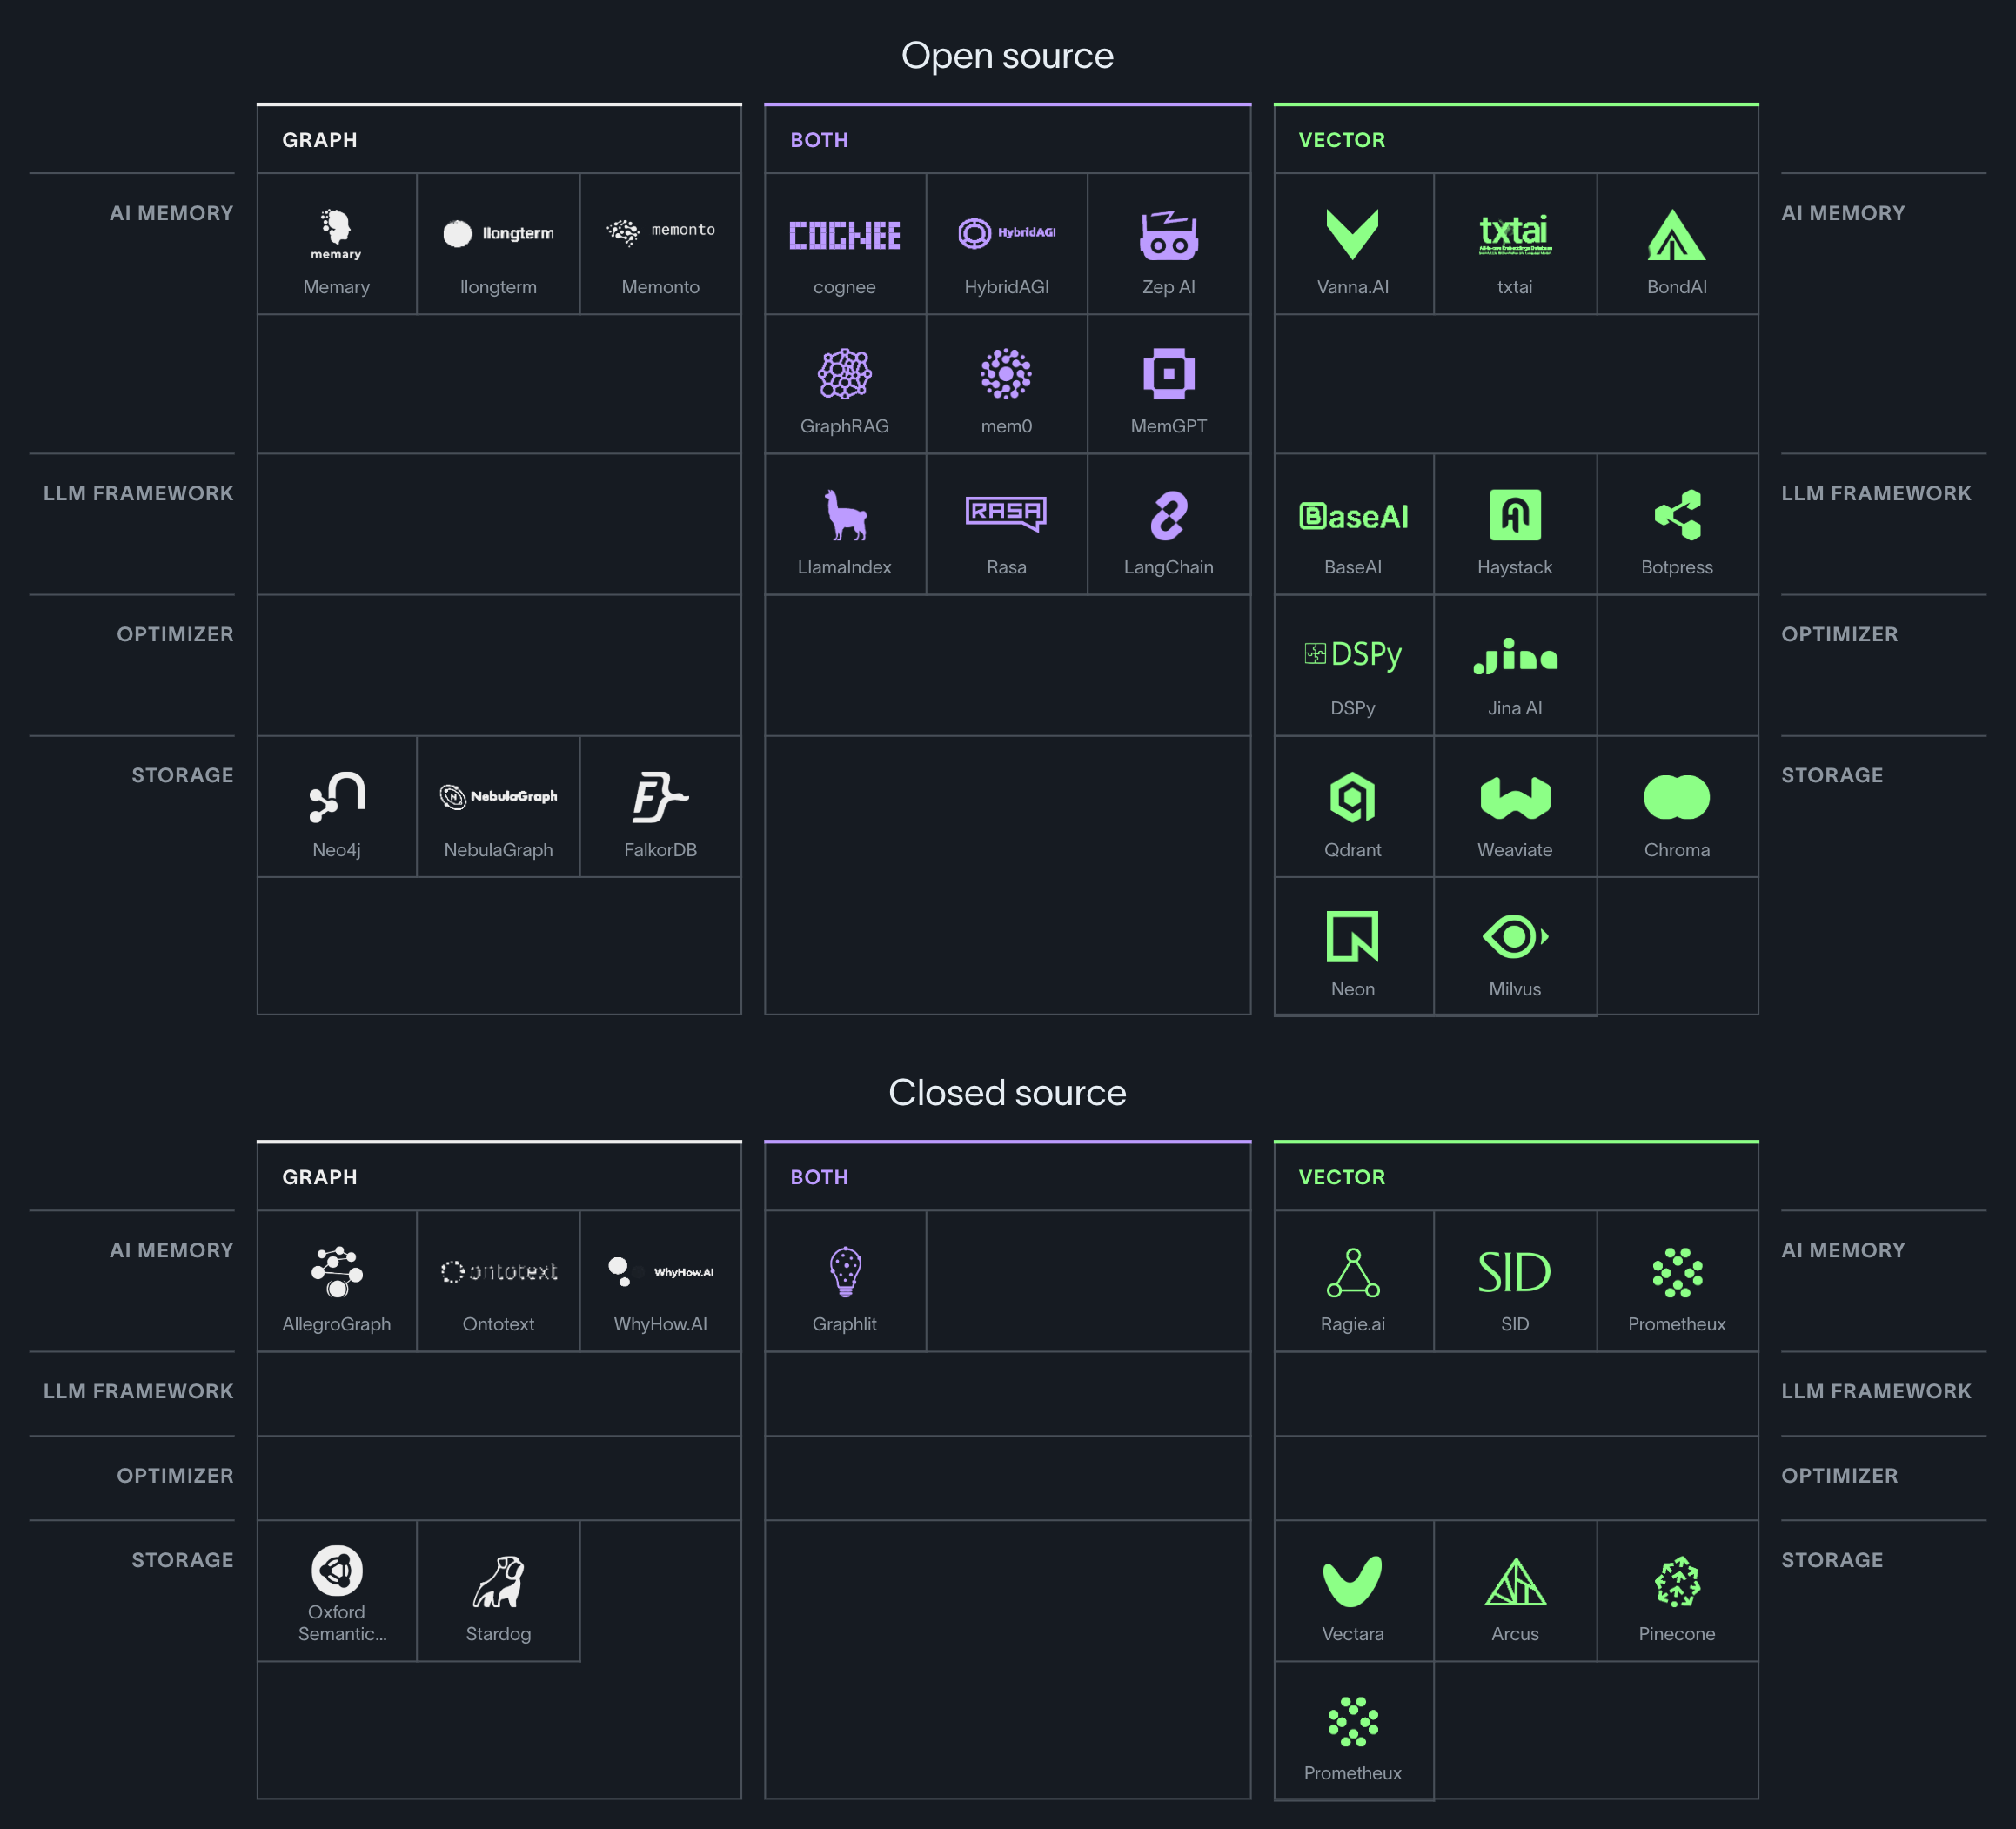 Open source
GRAPH
BOTH
VECTOR
AI MEMORY
AI MEMORY
memary
llongterm
memonto
COGNEE
HybridAGI
txtai
Memary
llongterm
Memonto
cognee
HybridAGI
Zep AI
Vanna.AI
txtai
BondAI
GraphRAG
mem0
MemGPT
LLM FRAMEWORK
LLM FRAMEWORK
RASA
BaseAI
LlamaIndex
Rasa
LangChain
BaseAI
Haystack
Botpress
OPTIMIZER
OPTIMIZER
DSPy
Jina
DSPy
Jina AI
STORAGE
STORAGE
NebulaGraph
Neo4j
NebulaGraph
FalkorDB
Qdrant
Weaviate
Chroma
Neon
Milvus
Closed source
GRAPH
BOTH
VECTOR
AI MEMORY
AI MEMORY
ontotext
WhyHow.AI
SID
AllegroGraph
Ontotext
WhyHow.AI
Graphlit
Ragie.ai
SID
Prometheux
LLM FRAMEWORK
LLM FRAMEWORK
OPTIMIZER
OPTIMIZER
STORAGE
STORAGE
Oxford
Semantic...
Stardog
Vectara
Arcus
Pinecone
Prometheux